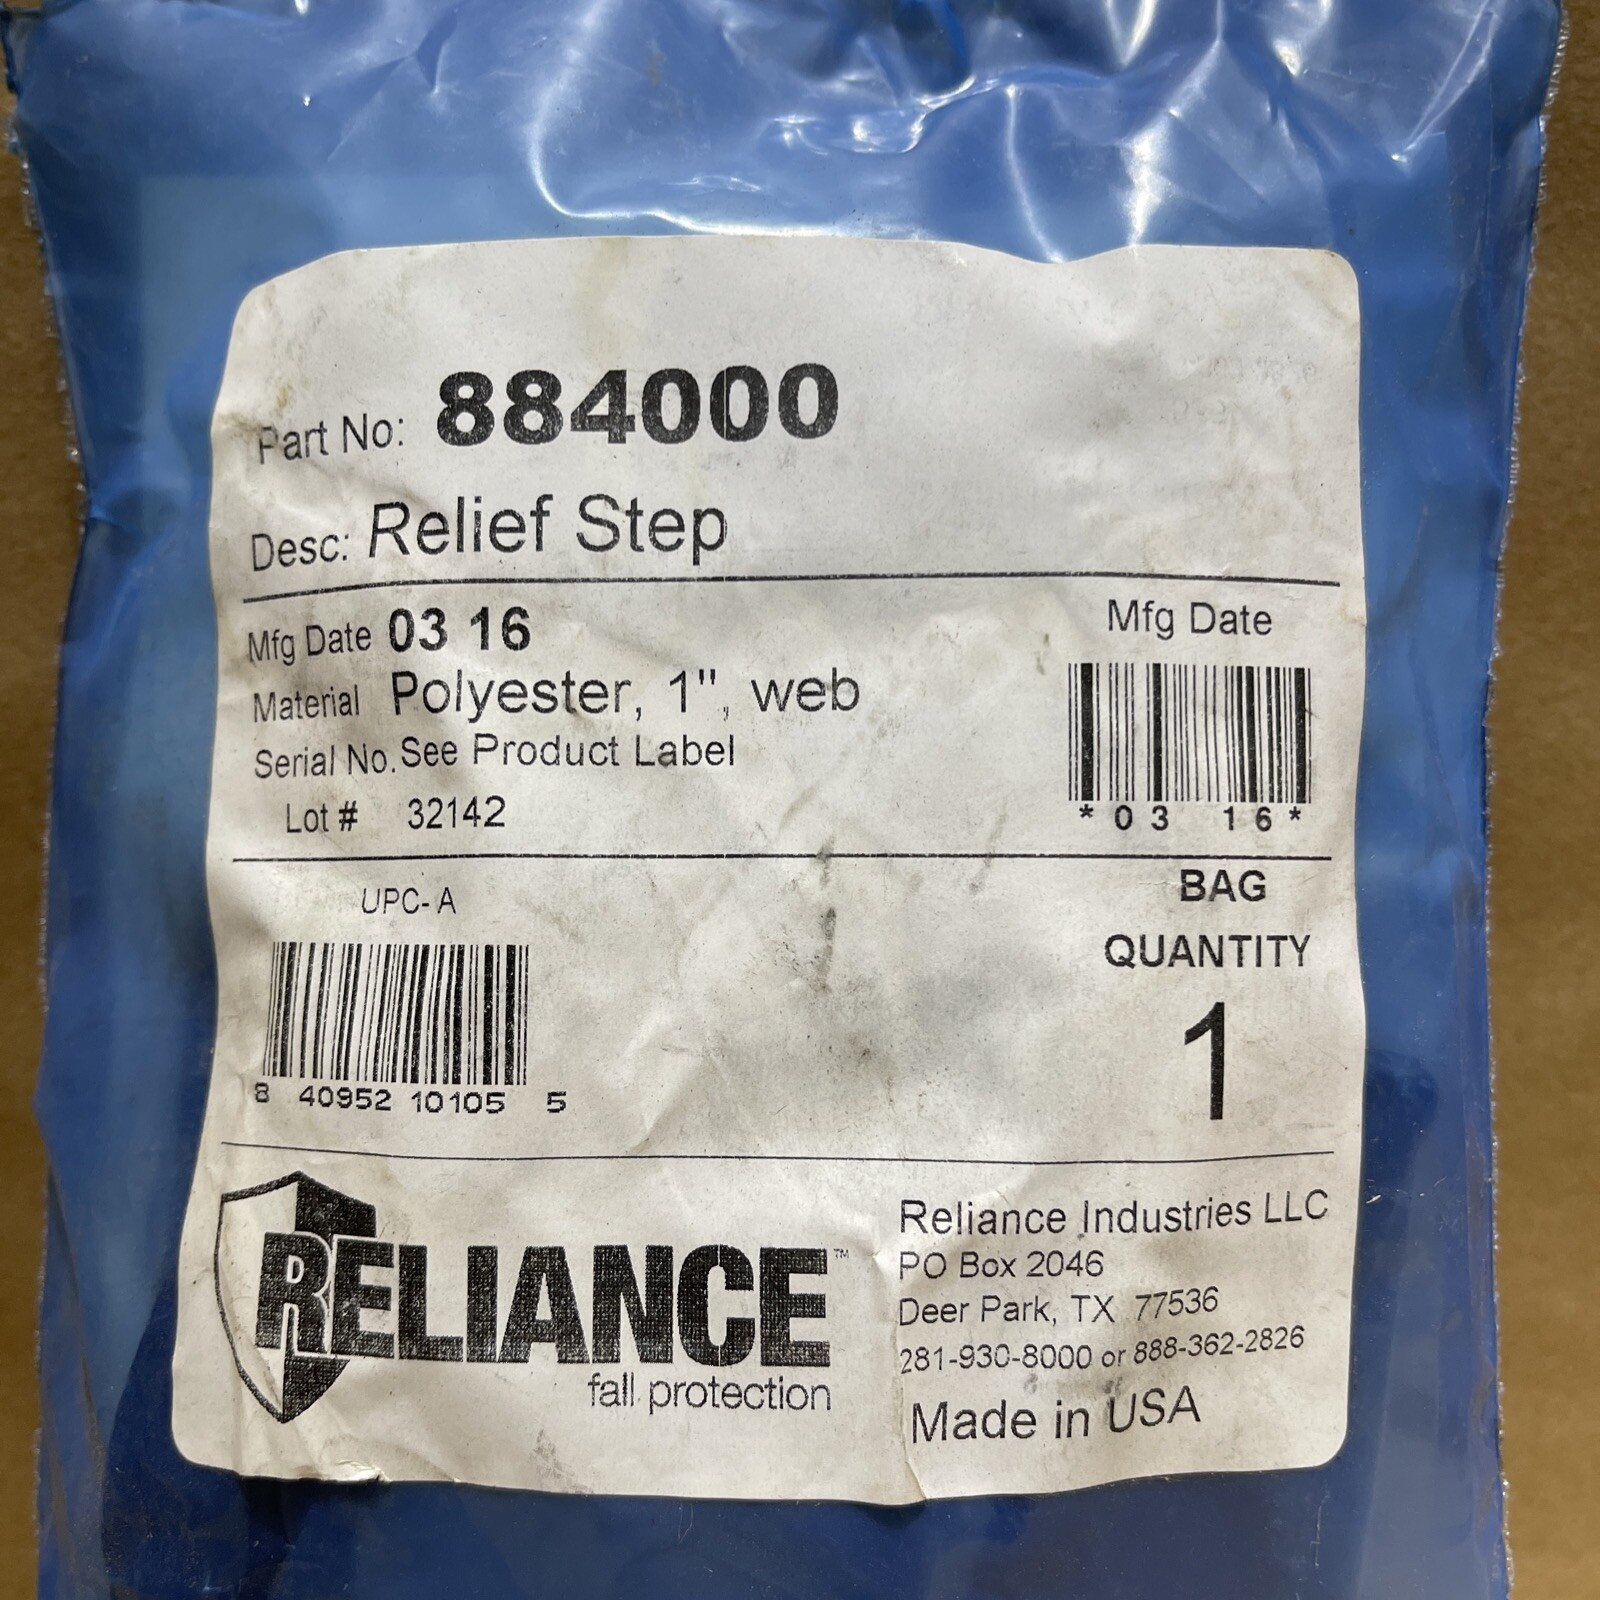 Part No: 884000
Desc: Relief Step
Mfg Date 03 16
Material Polyester, 1", web
Serial No. See Product Label
Lot # 32142
Mfg Date
*03 16*
UPC-A
8 40952 10105 5
BAG
QUANTITY
1
RELIANCE™
fall protection
Reliance Industries LLC
PO Box 2046
Deer Park, TX 77536
281-930-8000 or 888-362-2826
Made in USA